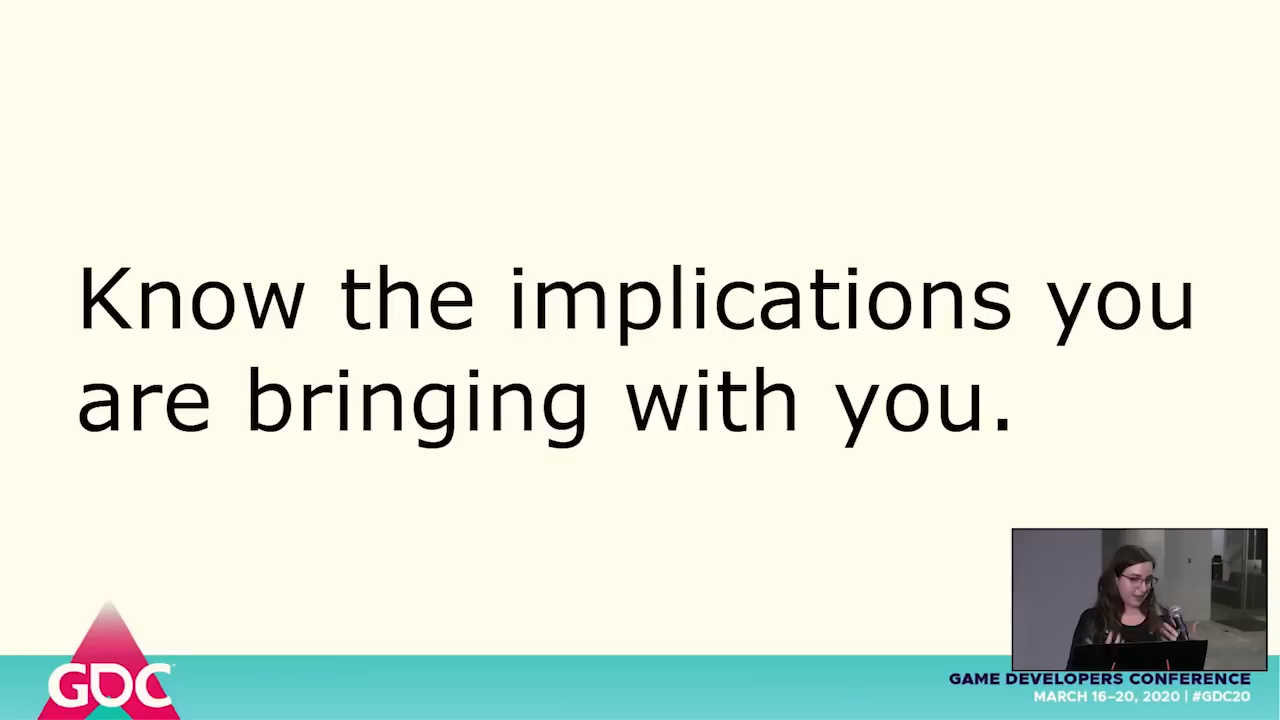 Know the implications you
are bringing with you.
GDC
GAME DEVELOPERS CONFERENCE
MARCH 16–20, 2020 | #GDC20